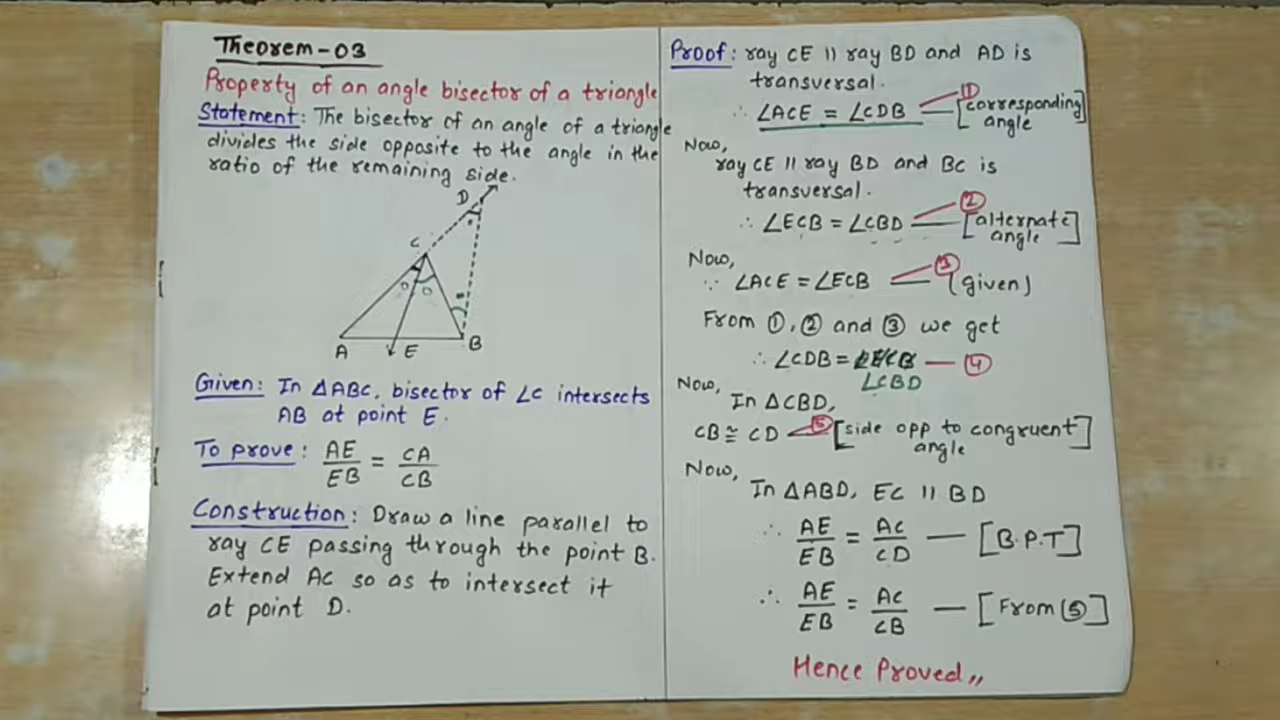 Theorem-03
Property of an angle bisector of a triangle
Statement: The bisector of an angle of a triangle
divides the side opposite to the angle in the
ratio of the remaining side.
D
C
A
E
B
Given: In △ABC, bisector of ∠C intersects
AB at point E.
To prove: AE/EB = CA/CB
Construction: Draw a line parallel to
ray CE passing through the point B.
Extend AC so as to intersect it
at point D.
Proof: ray CE || ray BD and AD is
transversal.
∴ ∠ACE = ∠CDB — ① [corresponding
angle]
Now,
ray CE || ray BD and BC is
transversal.
∴ ∠ECB = ∠CBD — ② [alternate
angle]
Now,
∵ ∠ACE = ∠ECB — ③ (given)
From ①, ② and ③ we get
∴ ∠CDB = — ④
∠CBD
Now,
In △CBD,
CB ≅ CD — ⑤ [side opp to congruent
angle]
Now,
In △ABD, EC || BD
∴ AE/EB = AC/CD — [B.P.T]
∴ AE/EB = AC/CB — [From ⑤]
Hence Proved,,